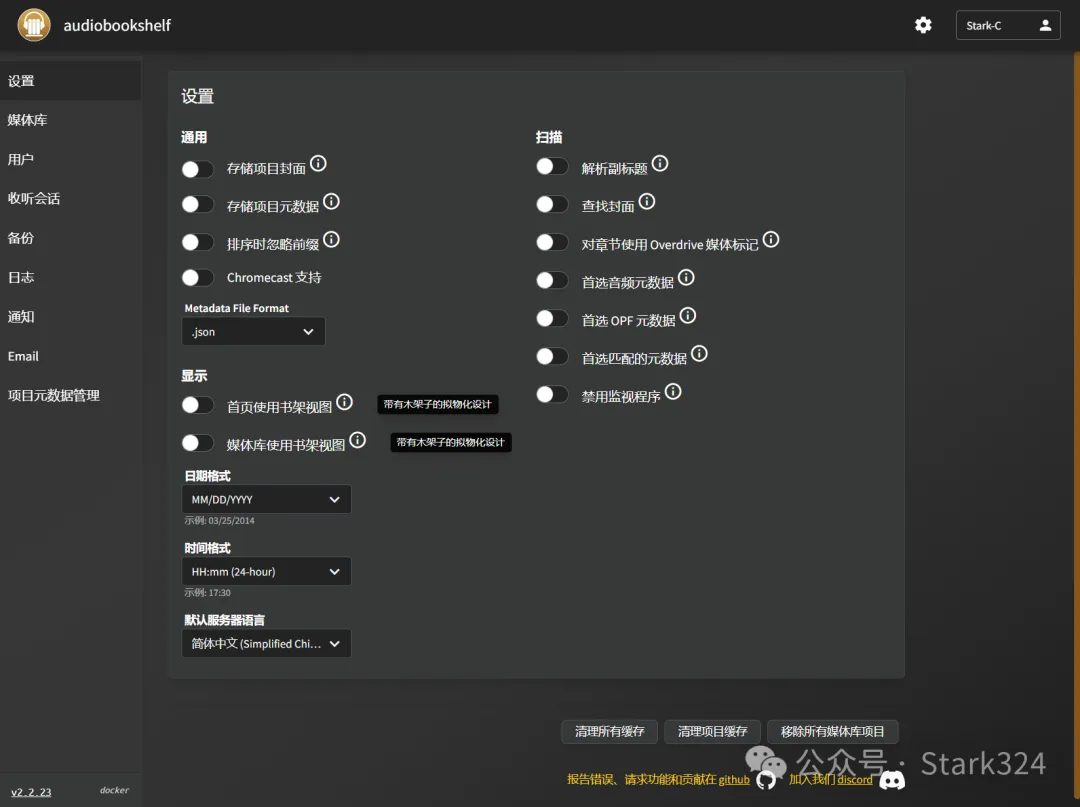 audiobookshelf
Stark-C
设置
媒体库
用户
收听会话
备份
日志
通知
Email
项目元数据管理
v2.2.23
docker
设置
通用
存储项目封面
存储项目元数据
排序时忽略前缀
Chromecast 支持
Metadata File Format
.json
显示
首页使用书架视图
带有木架子的拟物化设计
媒体库使用书架视图
带有木架子的拟物化设计
日期格式
MM/DD/YYYY
示例: 03/25/2014
时间格式
HH:mm (24-hour)
示例: 17:30
默认服务器语言
简体中文 (Simplified Chi...
扫描
解析副标题
查找封面
对章节使用 Overdrive 媒体标记
首选音频元数据
首选 OPF 元数据
首选匹配的元数据
禁用监视程序
清理所有缓存
清理项目缓存
移除所有媒体库项目
报告错误、请求功能和贡献在 github
加入我们 discord
公众号 · Stark324